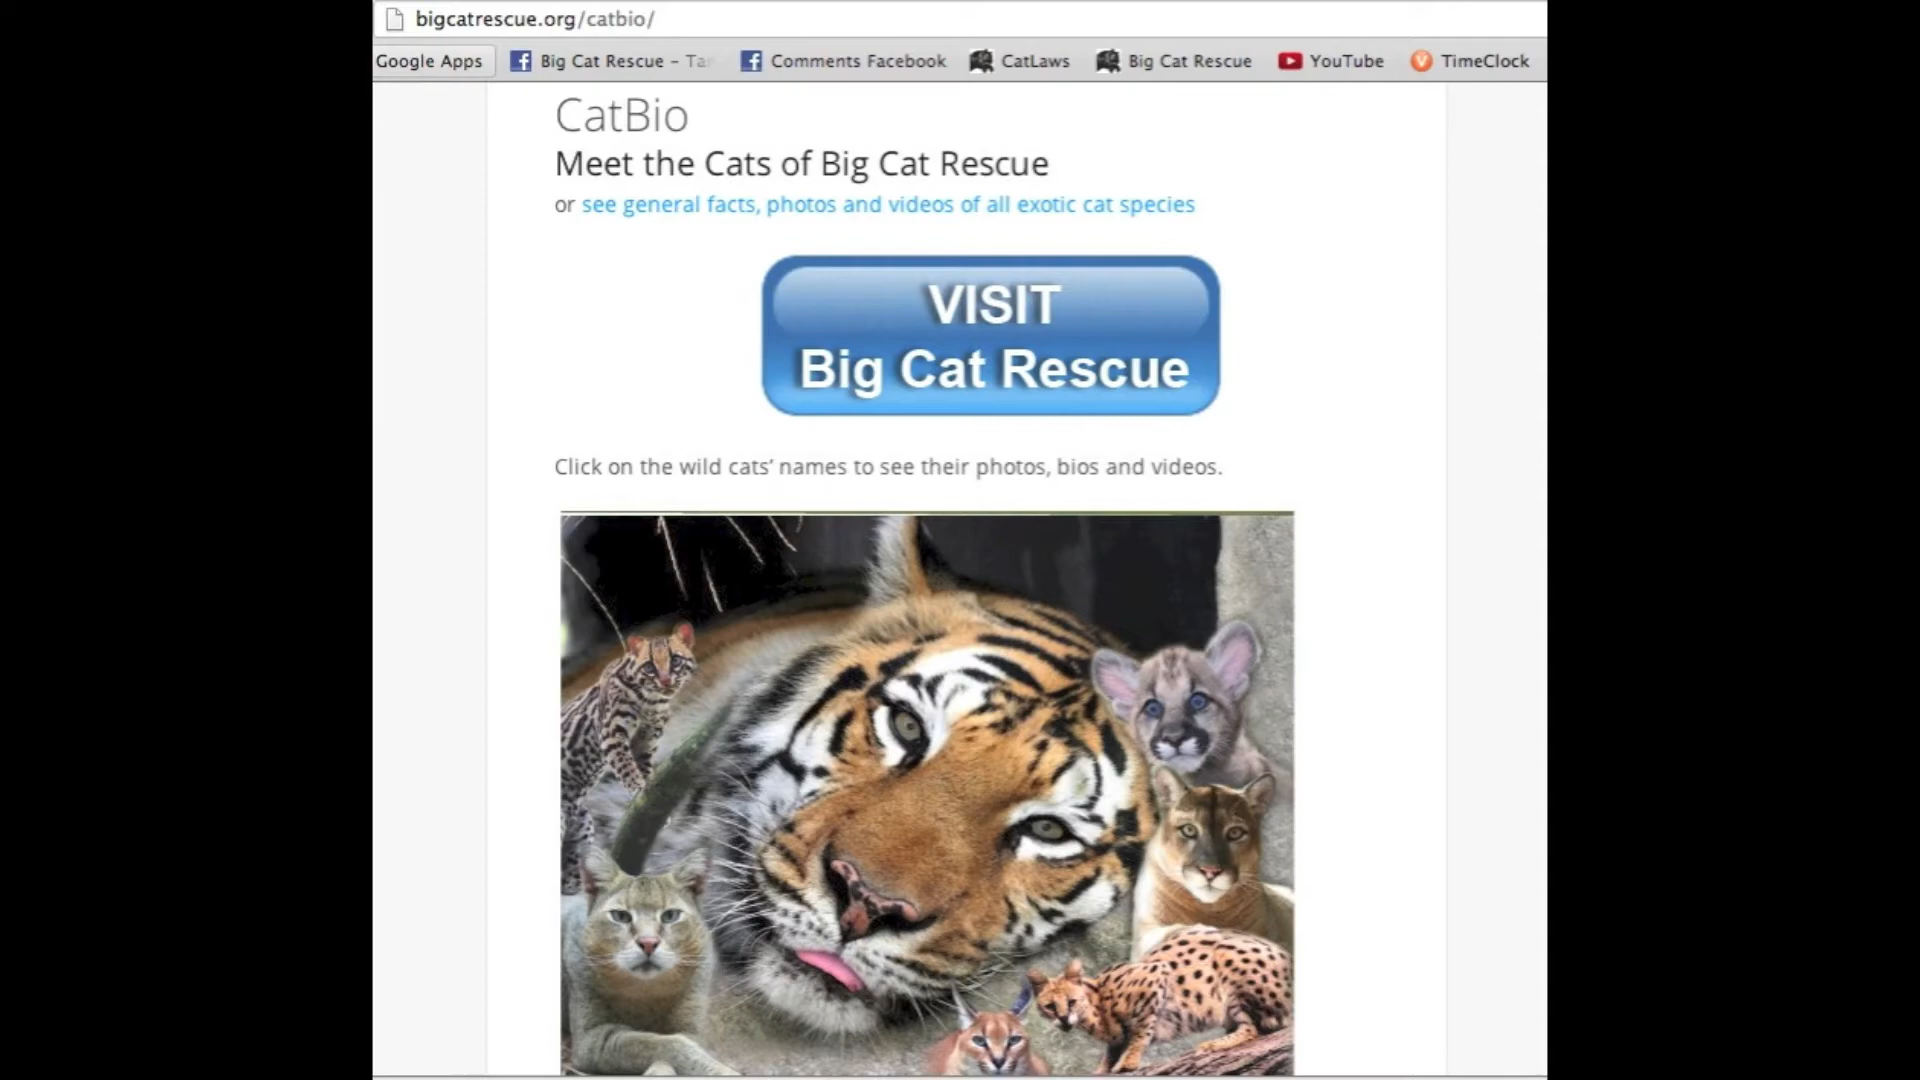 bigcatrescue.org/catbio/
Google Apps
Big Cat Rescue – Ta
Comments Facebook
CatLaws
Big Cat Rescue
YouTube
TimeClock
CatBio
Meet the Cats of Big Cat Rescue
or see general facts, photos and videos of all exotic cat species
VISIT
Big Cat Rescue
Click on the wild cats’ names to see their photos, bios and videos.